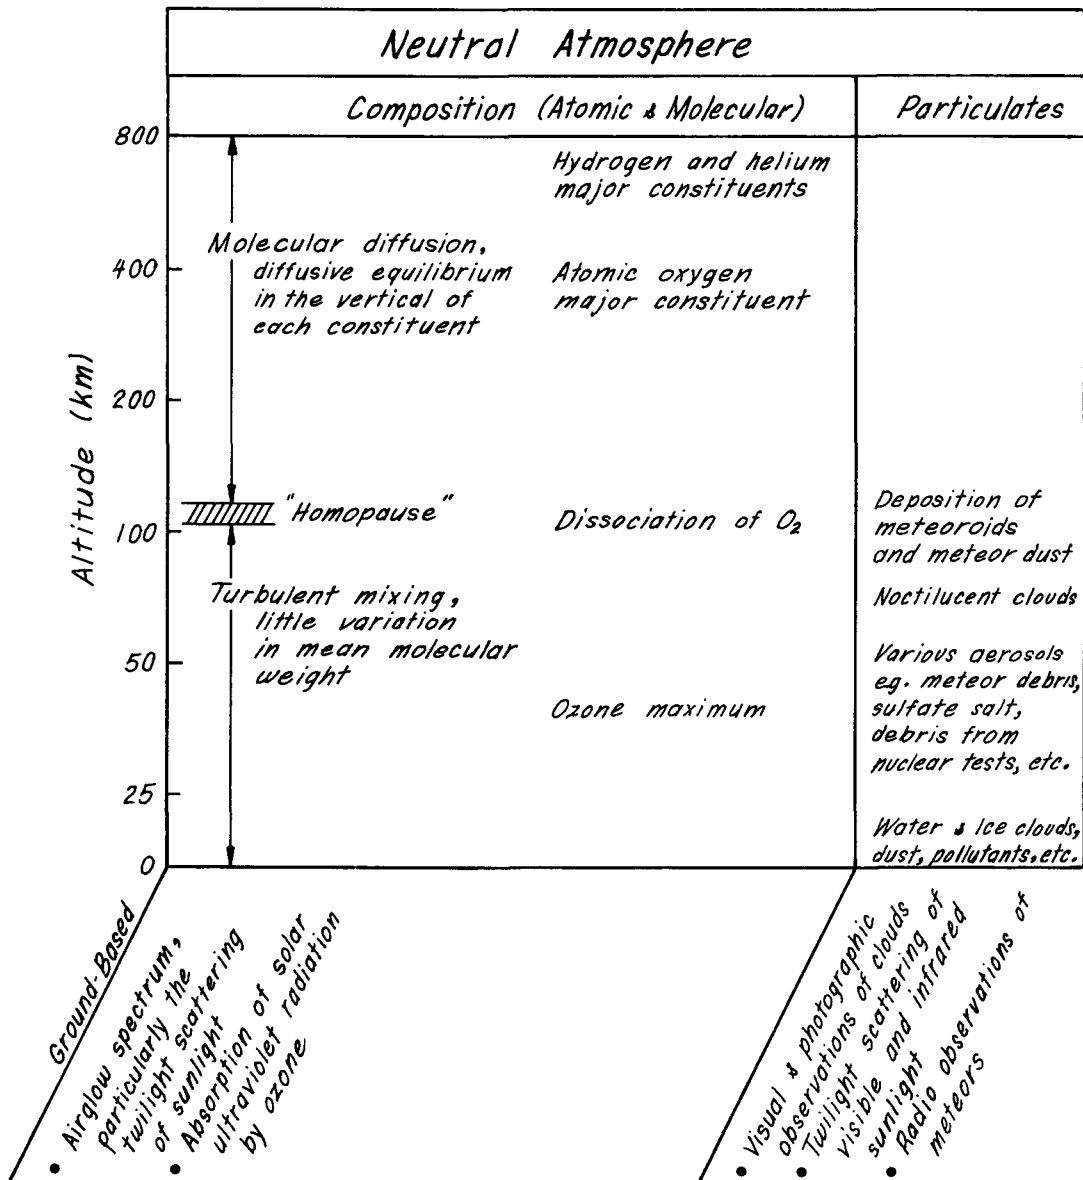 Neutral Atmosphere
Composition (Atomic & Molecular)
Particulates
Altitude (km)
800
400
200
100
50
25
0
Molecular diffusion,
diffusive equilibrium
in the vertical of
each constituent
"Homopause"
Turbulent mixing,
little variation
in mean molecular
weight
Hydrogen and helium
major constituents
Atomic oxygen
major constituent
Dissociation of O₂
Ozone maximum
Deposition of
meteoroids
and meteor dust
Noctilucent clouds
Various aerosols
e.g. meteor debris,
sulfate salt,
debris from
nuclear tests, etc.
Water & Ice clouds,
dust, pollutants, etc.
Ground-Based
• Airglow spectrum,
particularly the
twilight scattering
of sunlight
• Absorption of solar
ultraviolet radiation
by ozone
• Visual & photographic
observations of clouds
• Twilight scattering of
visible and infrared
sunlight
• Radio observations of
meteors